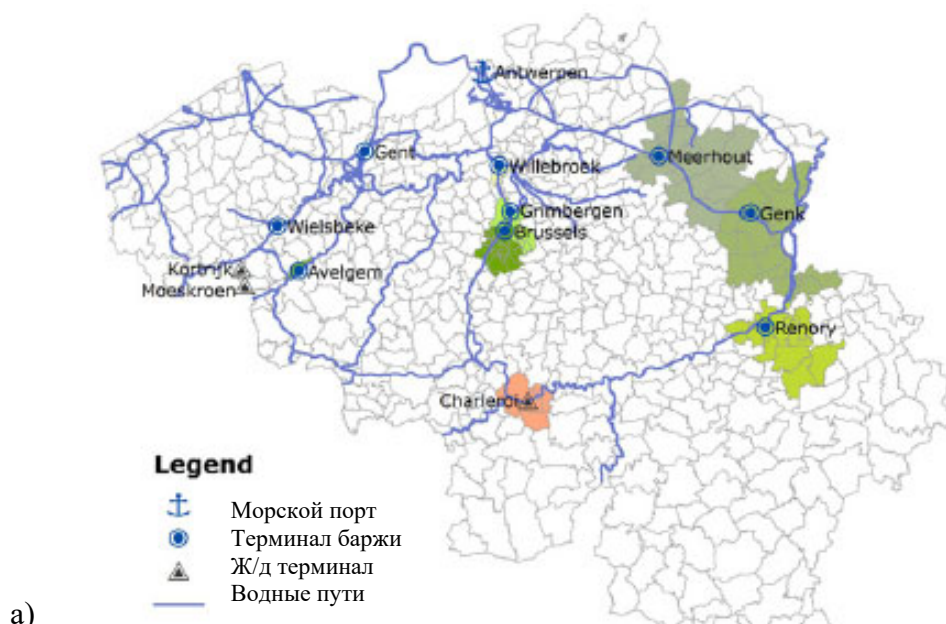 Antwerpen
Gent
Willebroek
Meerhout
Grimbergen
Genk
Wielsbeke
Brussels
Kortrijk
Avelgem
Moeskroen
Renory
Charleroi
Legend
Морской порт
Терминал баржи
Ж/д терминал
Водные пути
а)